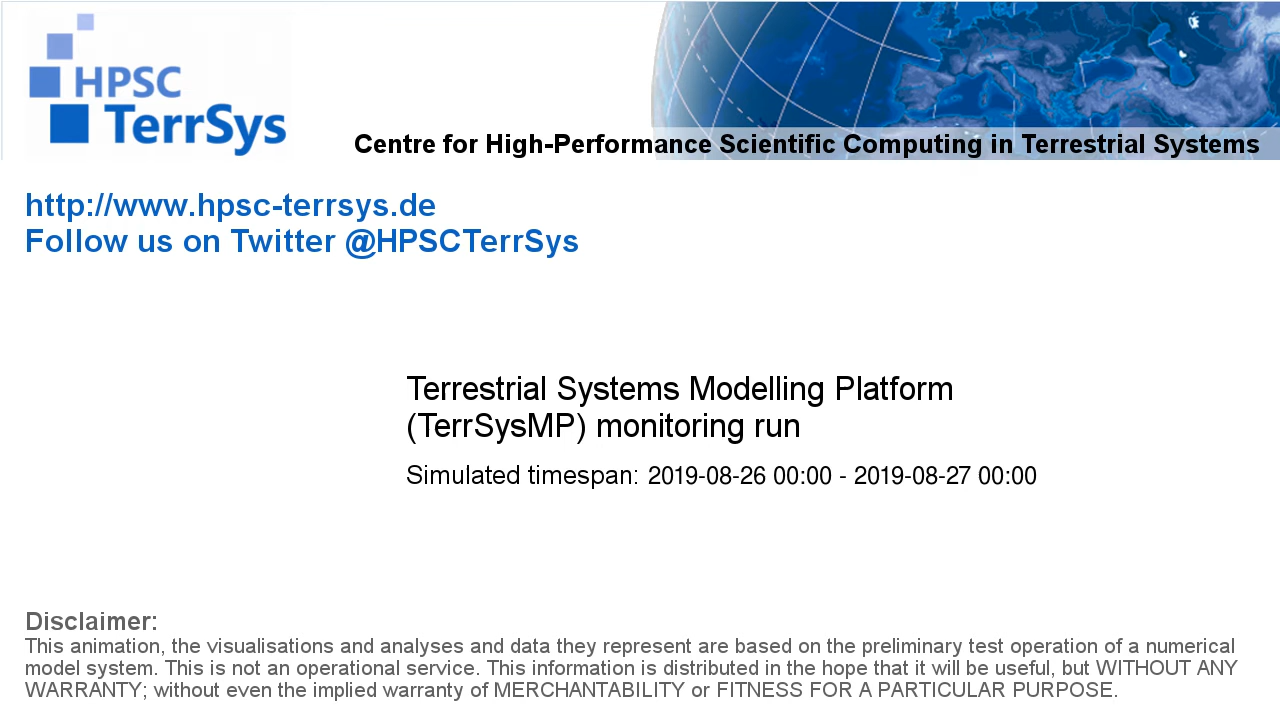 HPSC
TerrSys
Centre for High-Performance Scientific Computing in Terrestrial Systems
http://www.hpsc-terrsys.de
Follow us on Twitter @HPSCTerrSys
Terrestrial Systems Modelling Platform
(TerrSysMP) monitoring run
Simulated timespan: 2019-08-26 00:00 - 2019-08-27 00:00
Disclaimer:
This animation, the visualisations and analyses and data they represent are based on the preliminary test operation of a numerical
model system. This is not an operational service. This information is distributed in the hope that it will be useful, but WITHOUT ANY
WARRANTY; without even the implied warranty of MERCHANTABILITY or FITNESS FOR A PARTICULAR PURPOSE.